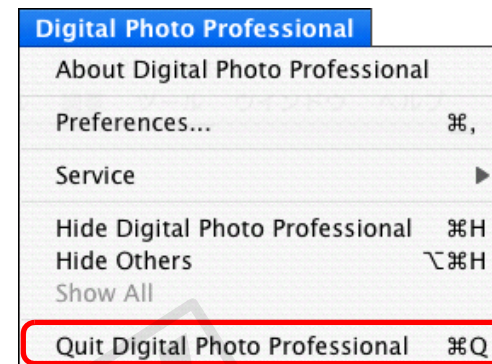 Digital Photo Professional
About Digital Photo Professional
Preferences... ⌘,
Service ▶
Hide Digital Photo Professional ⌘H
Hide Others ⌥⌘H
Show All
Quit Digital Photo Professional ⌘Q